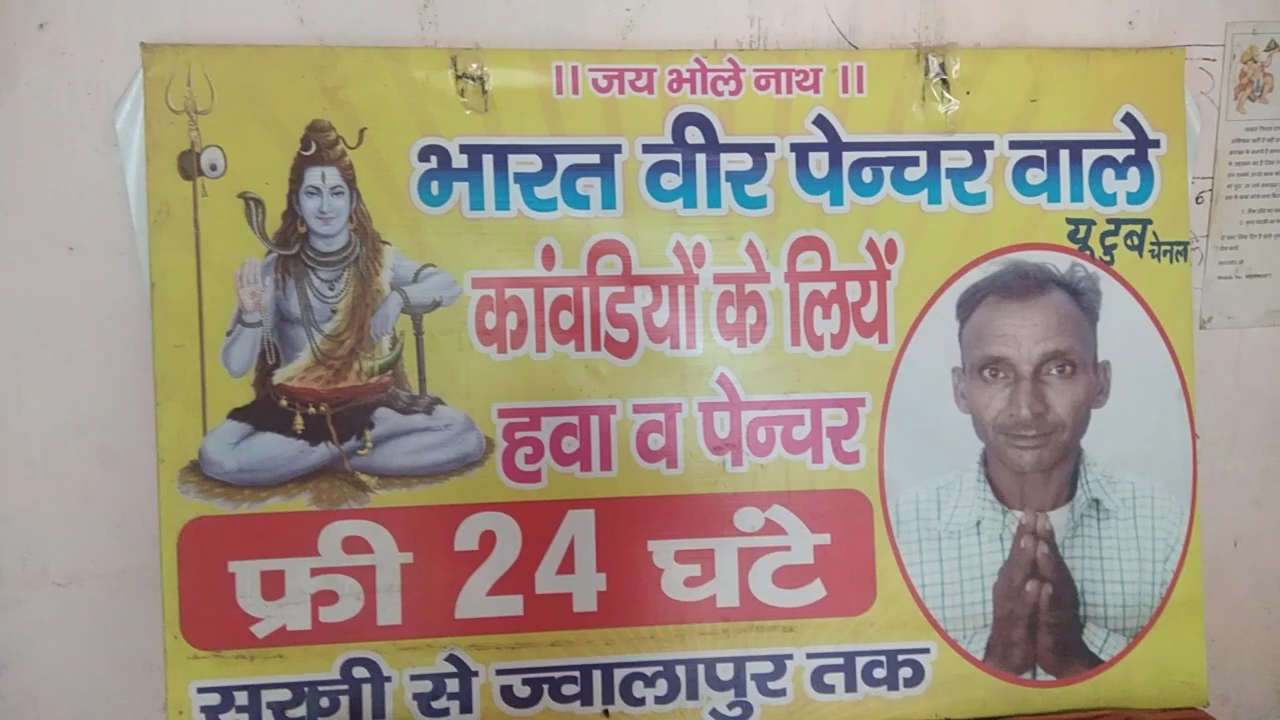 ।। जय भोले नाथ ।।
भारत वीर पेन्चर वाले
यू टुब चेनल
कांवडियों के लियें
हवा व पेन्चर
फ्री 24 घंटे
से ज्वालापुर तक